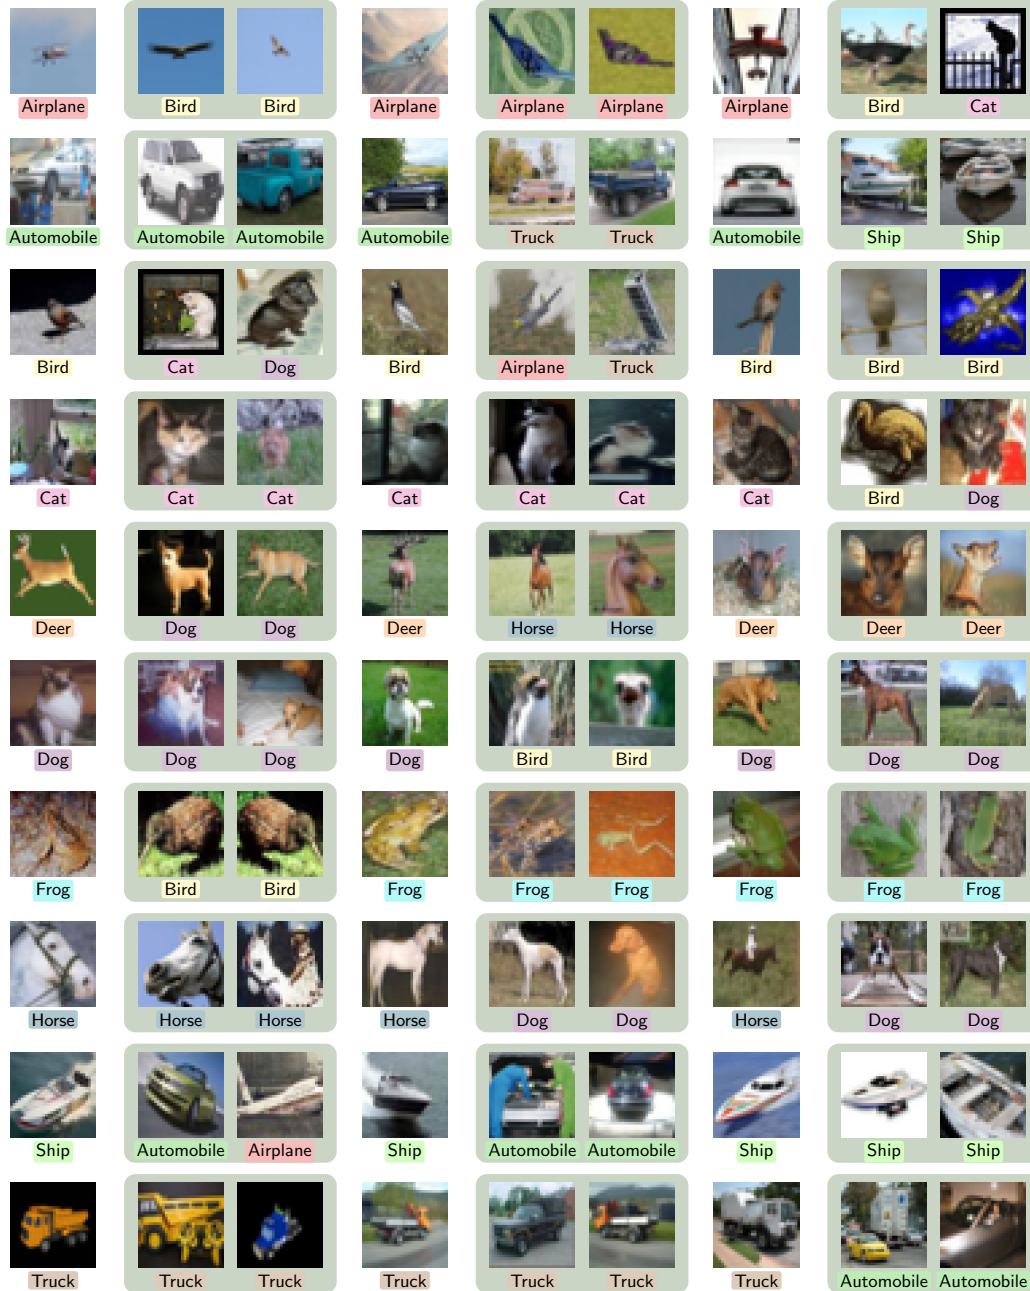 Airplane Bird Bird Airplane Airplane Airplane Airplane Bird Cat
Automobile Automobile Automobile Automobile Truck Truck Automobile Ship Ship
Bird Cat Dog Bird Airplane Truck Bird Bird Bird
Cat Cat Cat Cat Cat Cat Cat Bird Dog
Deer Dog Dog Deer Horse Horse Deer Deer Deer
Dog Dog Dog Dog Bird Bird Dog Dog Dog
Frog Bird Bird Frog Frog Frog Frog Frog Frog
Horse Horse Horse Horse Dog Dog Horse Dog Dog
Ship Automobile Airplane Ship Automobile Automobile Ship Ship Ship
Truck Truck Truck Truck Truck Truck Truck Automobile Automobile